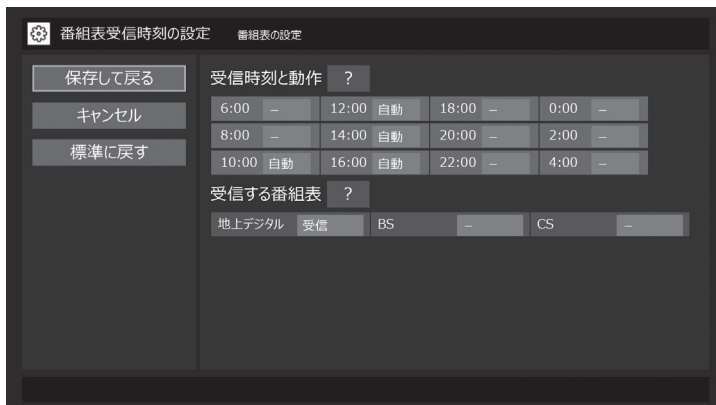 番組表受信時刻の設定 番組表の設定
保存して戻る
キャンセル
標準に戻す
受信時刻と動作 ?
6:00 – 12:00 自動 18:00 – 0:00 –
8:00 – 14:00 自動 20:00 – 2:00 –
10:00 自動 16:00 自動 22:00 – 4:00 –
受信する番組表 ?
地上デジタル 受信 BS – CS –